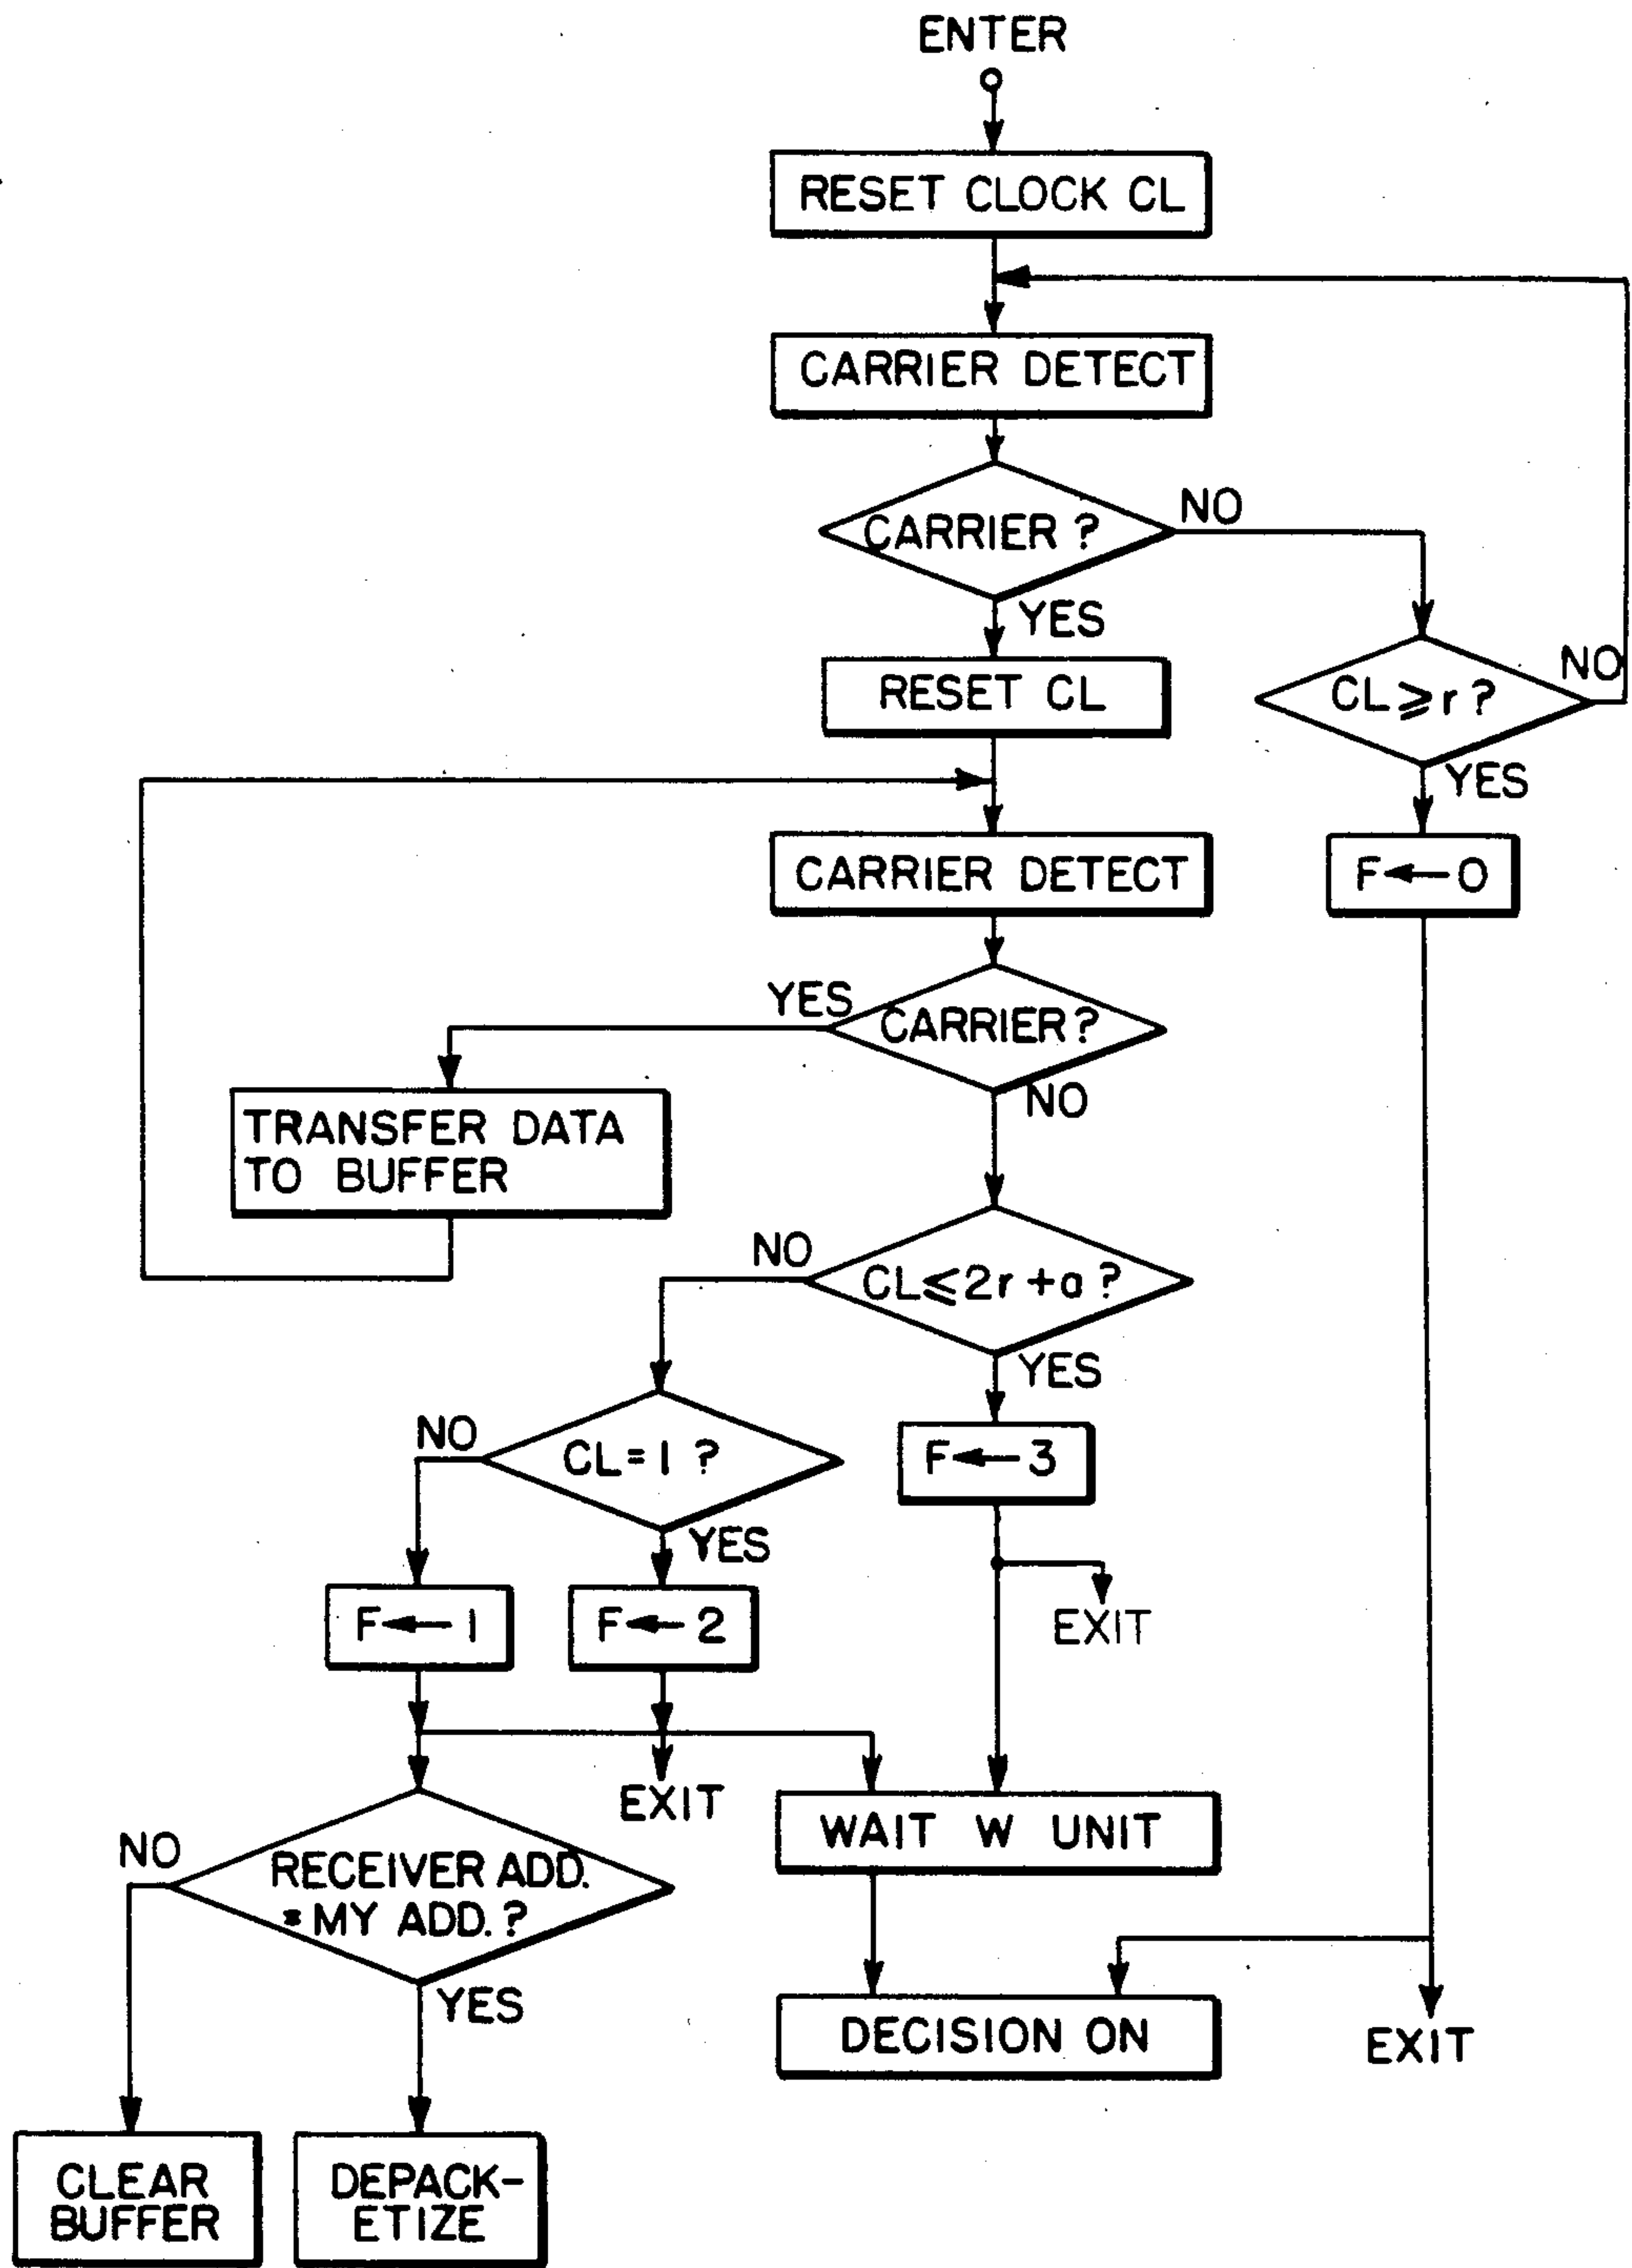 ENTER
RESET CLOCK CL
CARRIER DETECT
CARRIER ?
NO
YES
RESET CL
CL ⩾ r ?
NO
YES
F ← 0
CARRIER DETECT
YES
CARRIER ?
NO
TRANSFER DATA
TO BUFFER
NO
CL ⩽ 2r + a ?
YES
NO
CL = 1 ?
YES
F ← 3
EXIT
F ← 1
F ← 2
EXIT
WAIT W UNIT
NO
RECEIVER ADD.
= MY ADD. ?
YES
DECISION ON
EXIT
CLEAR
BUFFER
DEPACK-
ETIZE